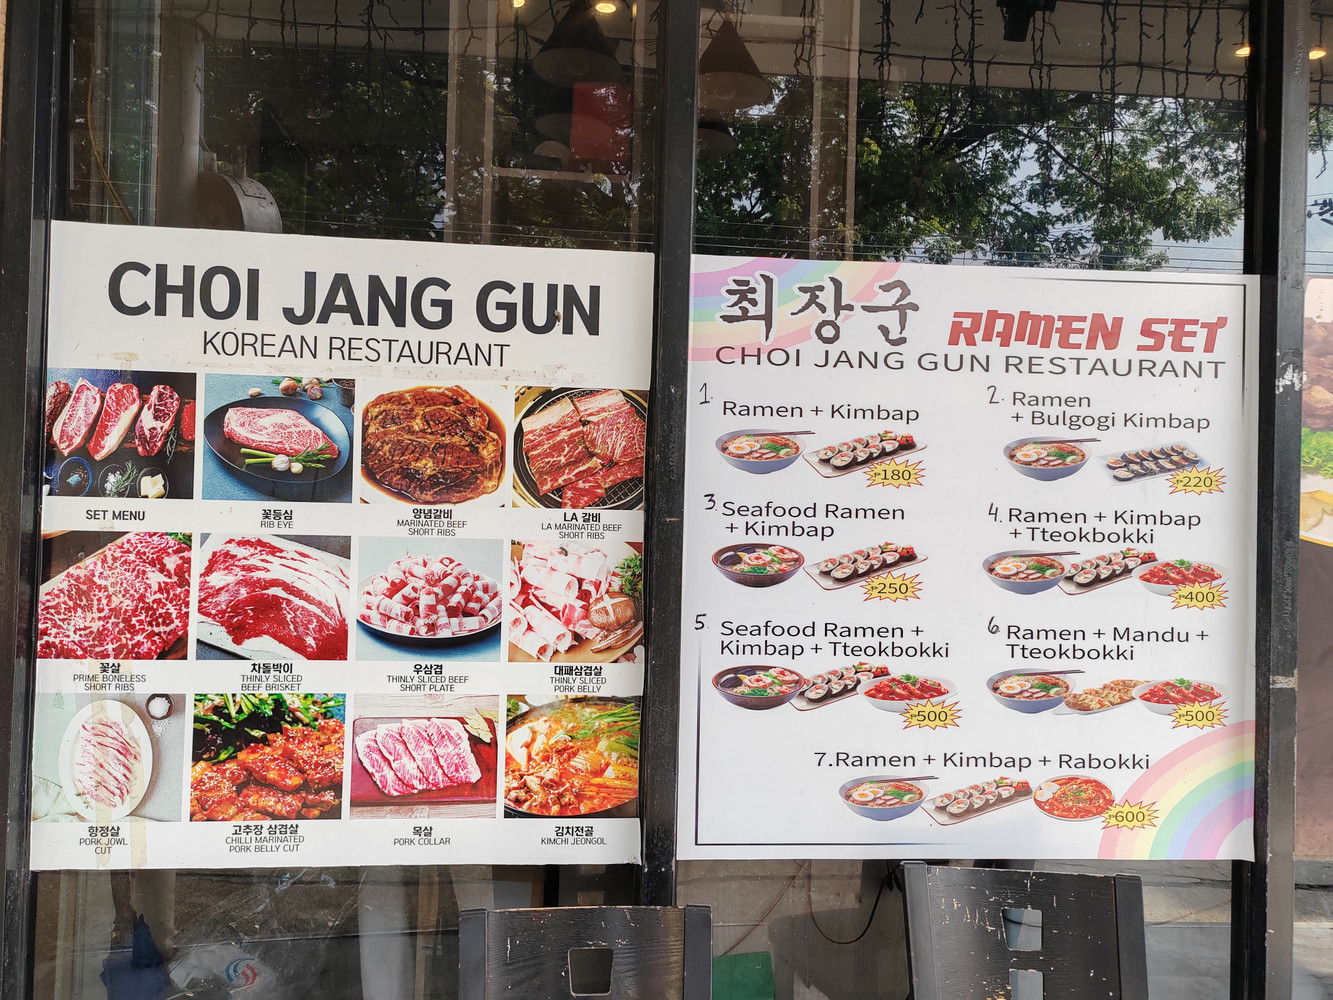 CHOI JANG GUN
KOREAN RESTAURANT
SET MENU
꽃등심
RIB EYE
양념갈비
MARINATED BEEF
SHORT RIBS
LA 갈비
LA MARINATED BEEF
SHORT RIBS
꽃살
PRIME BONELESS
SHORT RIBS
차돌박이
THINLY SLICED
BEEF BRISKET
우삼겹
THINLY SLICED BEEF
SHORT PLATE
대패삼겹살
THINLY SLICED
PORK BELLY
항정살
PORK JOWL
CUT
고추장 삼겹살
CHILLI MARINATED
PORK BELLY CUT
목살
PORK COLLAR
김치전골
KIMCHI JEONGOL
최장군 RAMEN SET
CHOI JANG GUN RESTAURANT
1. Ramen + Kimbap
₱180
2. Ramen
+ Bulgogi Kimbap
₱220
3. Seafood Ramen
+ Kimbap
₱250
4. Ramen + Kimbap
+ Tteokbokki
₱400
5. Seafood Ramen +
Kimbap + Tteokbokki
₱500
6. Ramen + Mandu +
Tteokbokki
₱500
7.Ramen + Kimbap + Rabokki
₱600